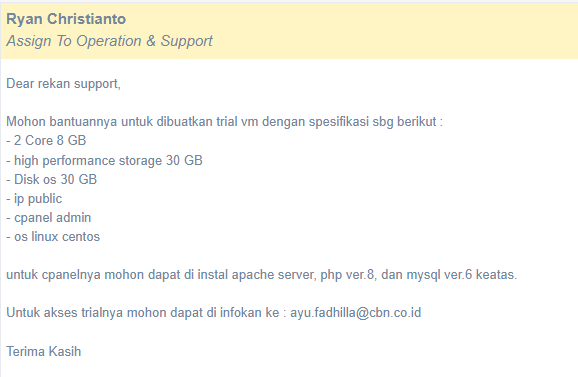 Ryan Christianto
Assign To Operation & Support
Dear rekan support,
Mohon bantuannya untuk dibuatkan trial vm dengan spesifikasi sbg berikut :
- 2 Core 8 GB
- high performance storage 30 GB
- Disk os 30 GB
- ip public
- cpanel admin
- os linux centos
untuk cpanelnya mohon dapat di instal apache server, php ver.8, dan mysql ver.6 keatas.
Untuk akses trialnya mohon dapat di infokan ke : ayu.fadhilla@cbn.co.id
Terima Kasih